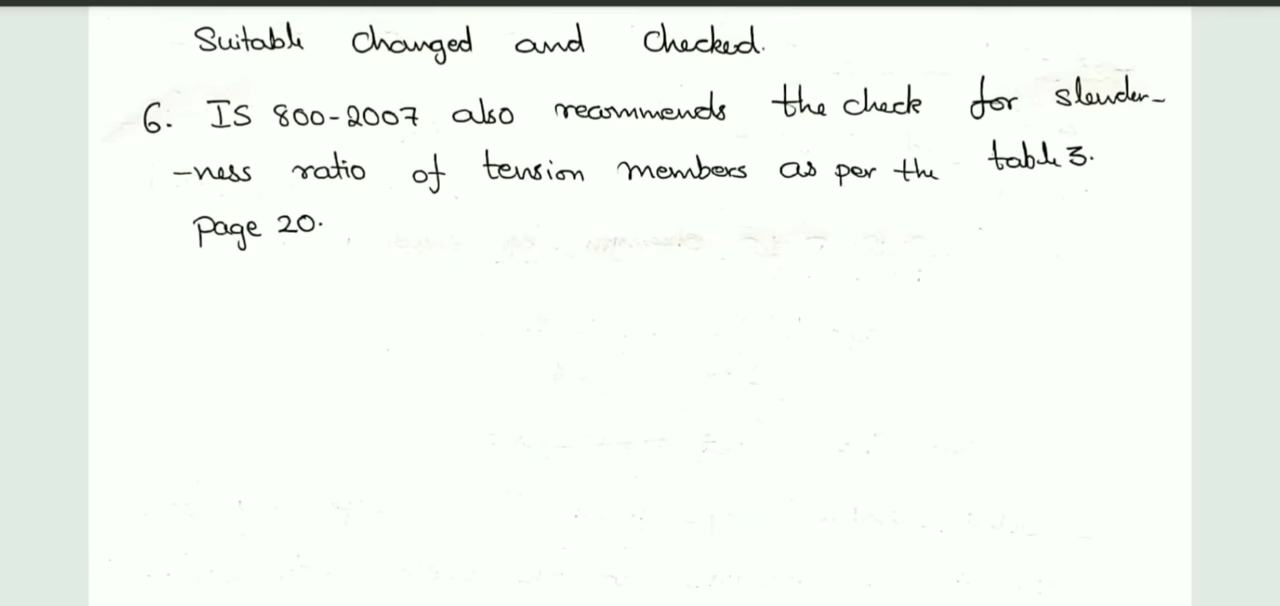 Suitable changed and checked.
6. IS 800-2007 also recommends the check for slender-
-ness ratio of tension members as per the table 3.
Page 20.